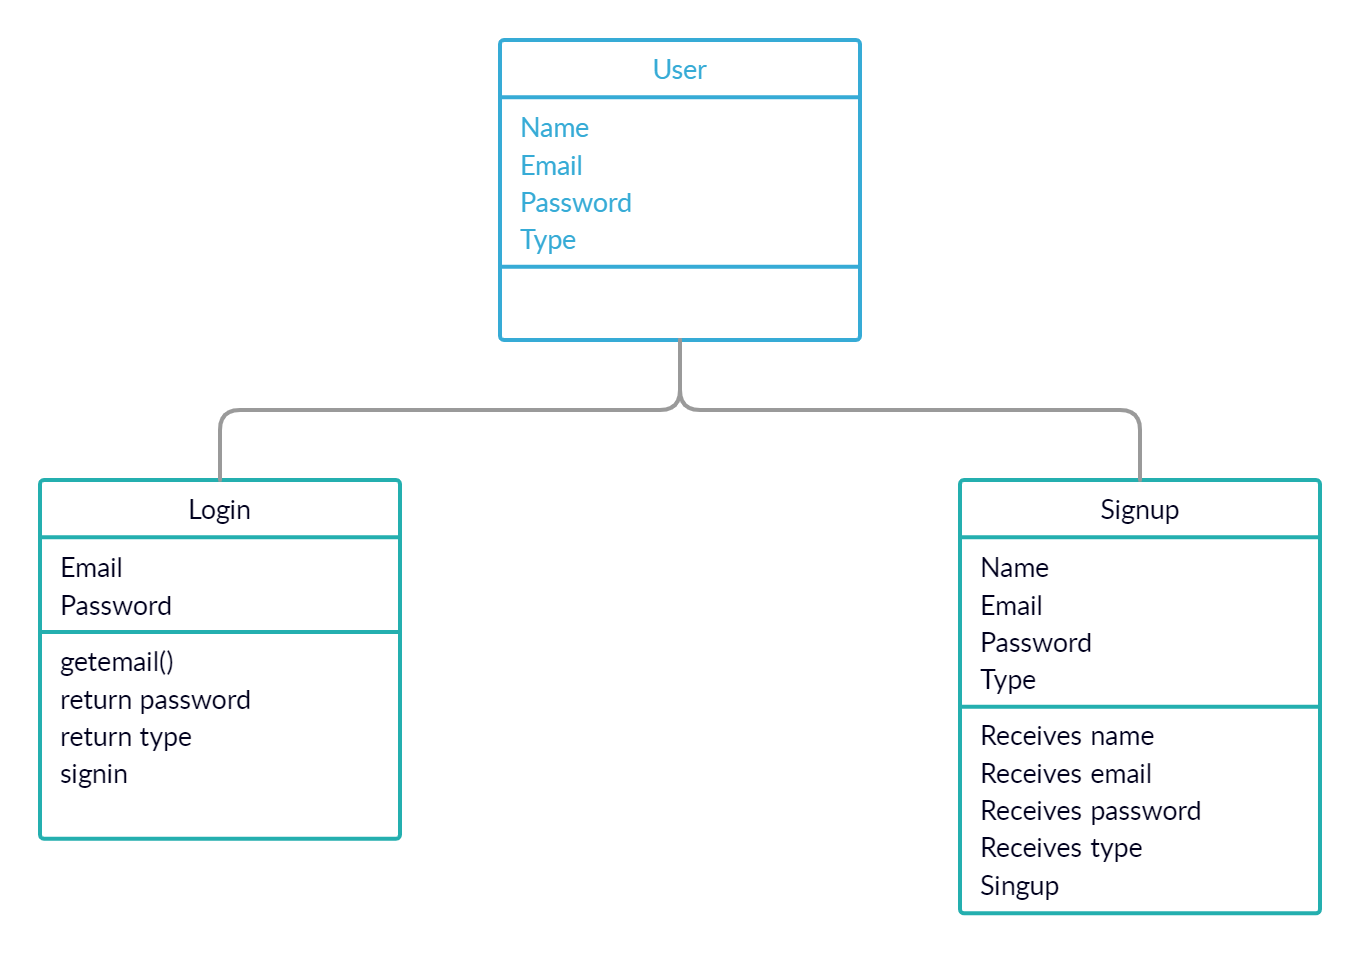 User
Name
Email
Password
Type
Login
Email
Password
getemail()
return password
return type
signin
Signup
Name
Email
Password
Type
Receives name
Receives email
Receives password
Receives type
Singup